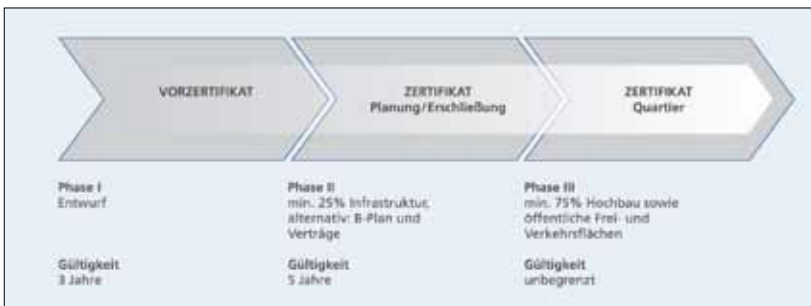 VORZERTIFIKAT
ZERTIFIKAT
Planung/Erschließung
ZERTIFIKAT
Quartier
Phase I
Entwurf
Phase II
min. 25% Infrastruktur,
alternativ: B-Plan und
Verträge
Phase III
min. 75% Hochbau sowie
öffentliche Frei- und
Verkehrsflächen
Gültigkeit
3 Jahre
Gültigkeit
5 Jahre
Gültigkeit
unbegrenzt